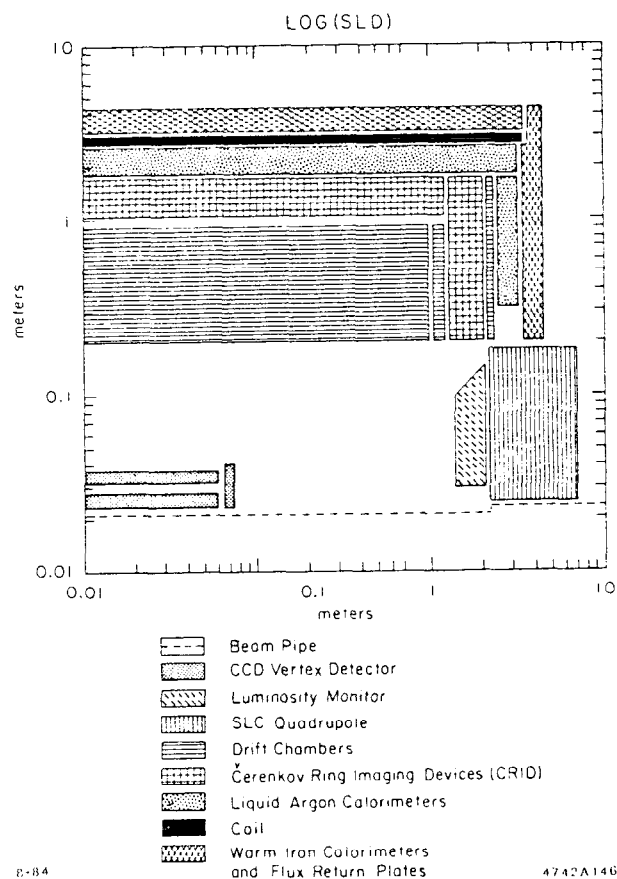 LOG(SLD)
10
1
0.1
0.01
meters
0.01
0.1
1
10
meters
Beam Pipe
CCD Vertex Detector
Luminosity Monitor
SLC Quadrupole
Drift Chambers
Čerenkov Ring Imaging Devices (CRID)
Liquid Argon Calorimeters
Coil
Warm Iron Calorimeters
and Flux Return Plates
8-84
4742A146